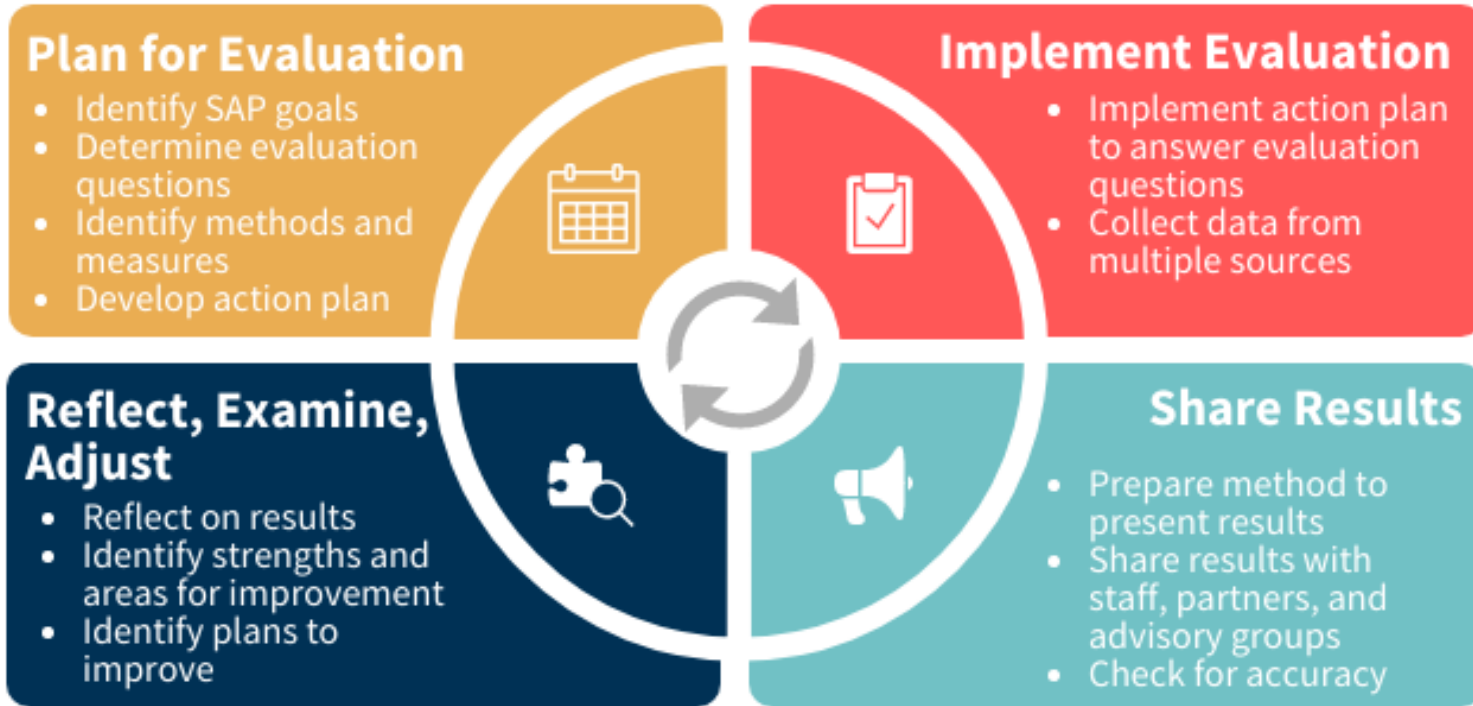 Plan for Evaluation
• Identify SAP goals
• Determine evaluation
questions
• Identify methods and
measures
• Develop action plan
Implement Evaluation
• Implement action plan
to answer evaluation
questions
• Collect data from
multiple sources
Reflect, Examine,
Adjust
• Reflect on results
• Identify strengths and
areas for improvement
• Identify plans to
improve
Share Results
• Prepare method to
present results
• Share results with
staff, partners, and
advisory groups
• Check for accuracy